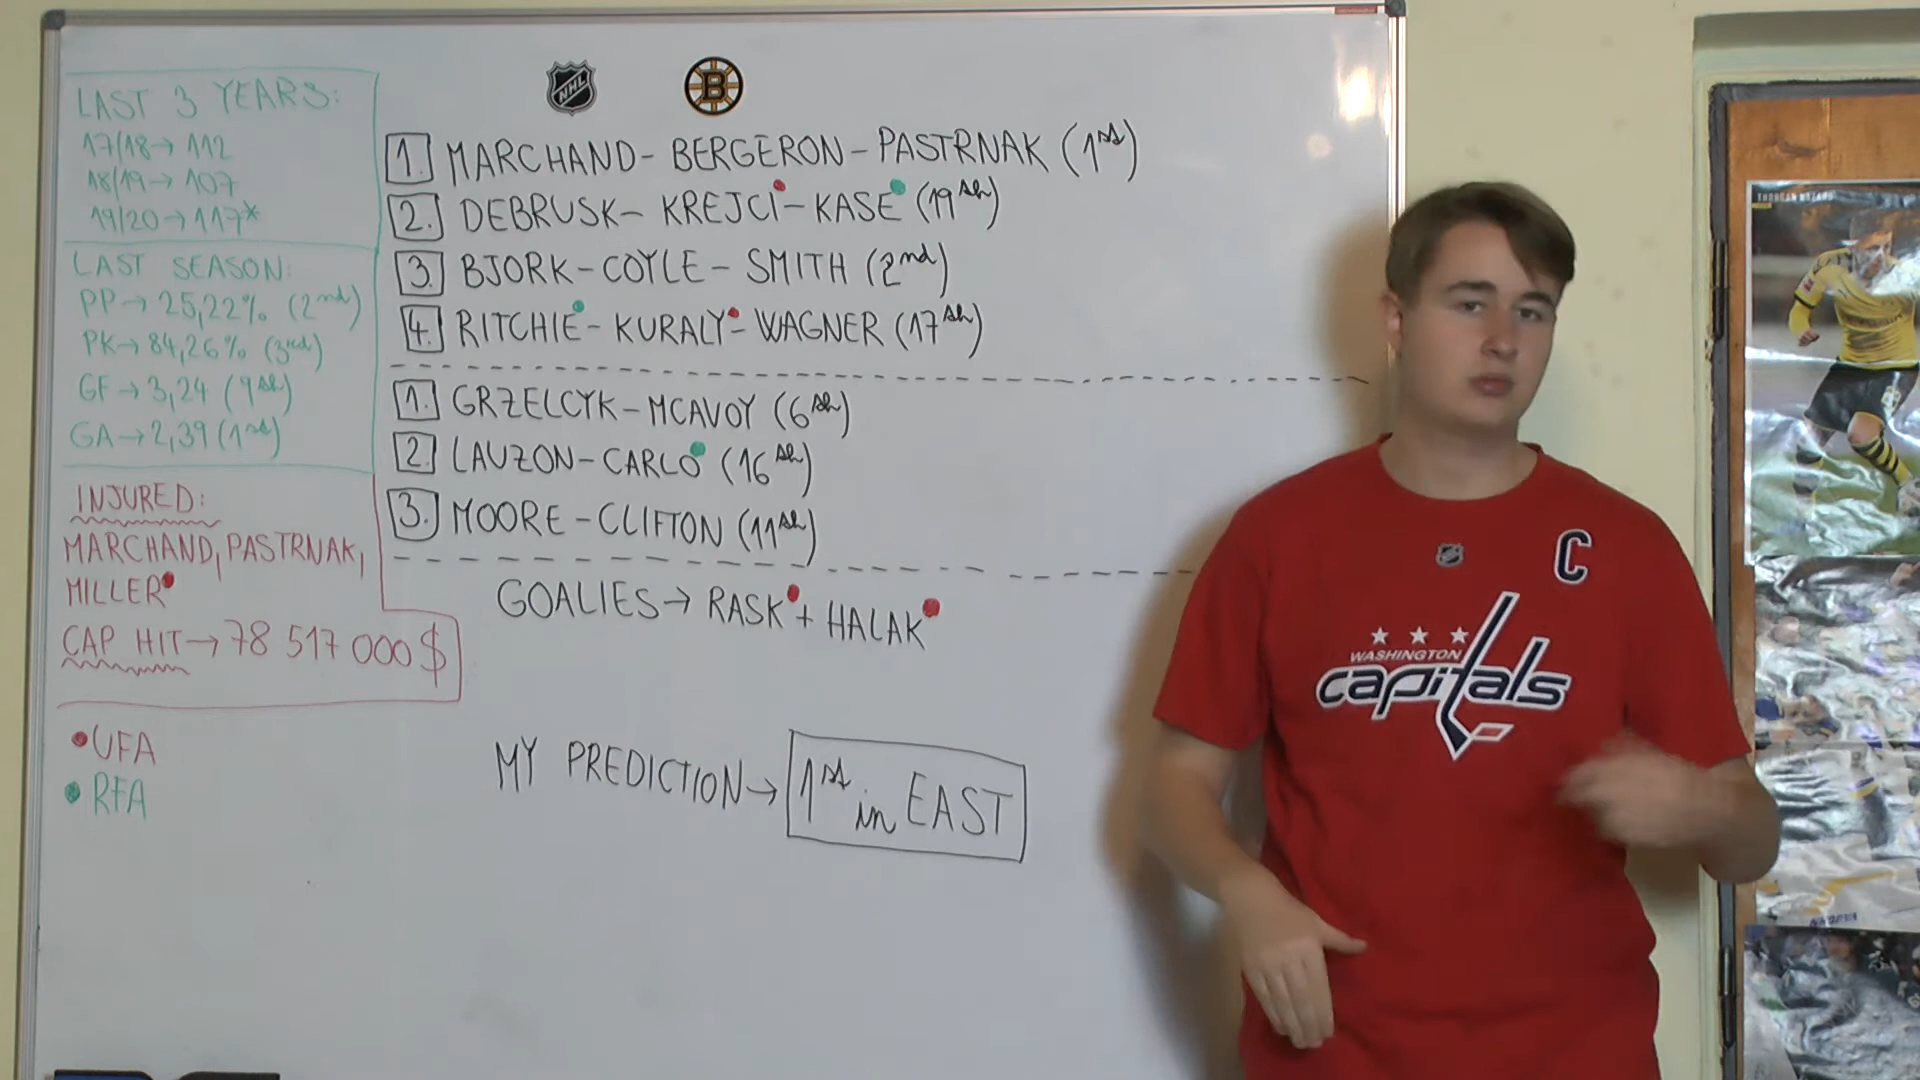 LAST 3 YEARS:
17/18→ 112
18/19→ 107
19/20→ 117*
LAST SEASON:
PP→ 25,22% (2nd)
PK→ 84,26% (3rd)
GF→ 3,24 (9th)
GA→ 2,39 (1st)
INJURED:
MARCHAND, PASTRNAK,
MILLER
CAP HIT→ 78 517 000$
UFA
RFA
NHL
B
1. MARCHAND- BERGERON- PASTRNAK (1st)
2. DEBRUSK- KREJCI- KASE (19th)
3. BJORK- COYLE- SMITH (2nd)
4. RITCHIE- KURALY- WAGNER (17th)
1. GRZELCYK- MCAVOY (6th)
2. LAUZON- CARLO (16th)
3. MOORE- CLIFTON (11th)
GOALIES→ RASK + HALAK
MY PREDICTION→ 1st in EAST
C
WASHINGTON
capitals